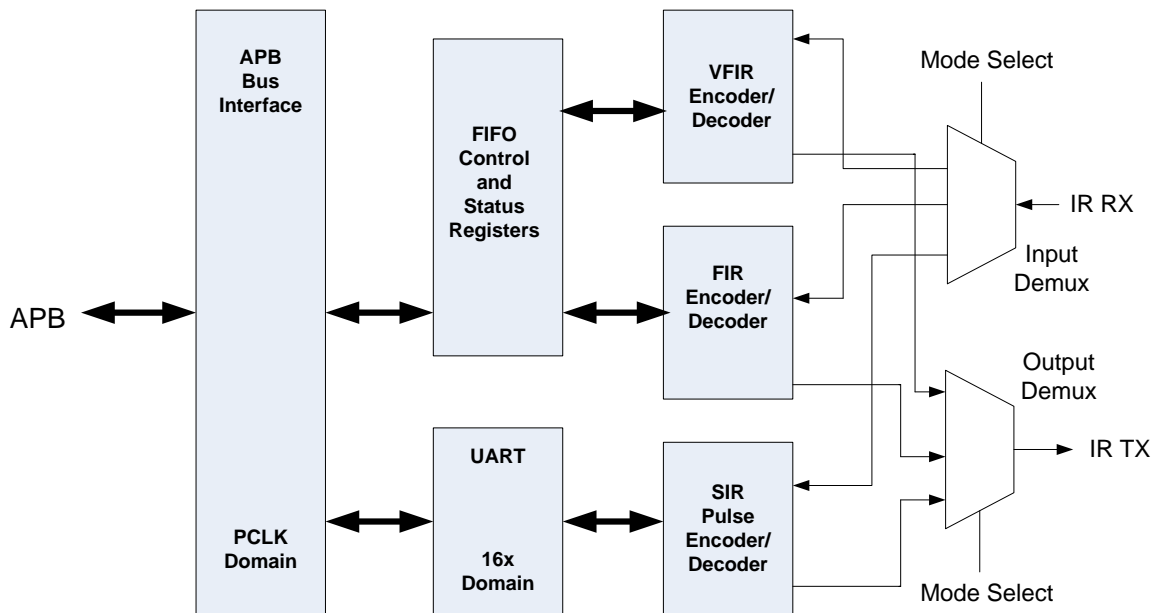 APB
APB
Bus
Interface
PCLK
Domain
FIFO
Control
and
Status
Registers
UART
16x
Domain
VFIR
Encoder/
Decoder
FIR
Encoder/
Decoder
SIR
Pulse
Encoder/
Decoder
Mode Select
IR RX
Input
Demux
Output
Demux
IR TX
Mode Select